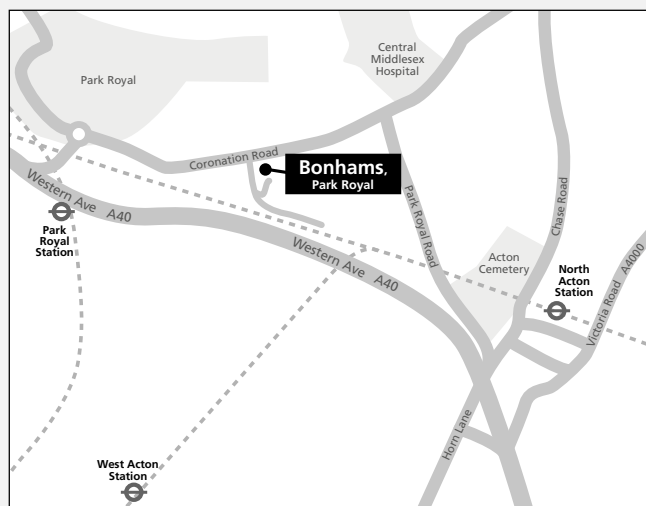 Central
Middlesex
Hospital
Park Royal
Coronation Road
Bonhams,
Park Royal
Western Ave A40
Park
Royal
Station
Park Royal Road
Chase Road
Western Ave A40
Acton
Cemetery
North
Acton
Station
Victoria Road A4000
Horn Lane
West Acton
Station